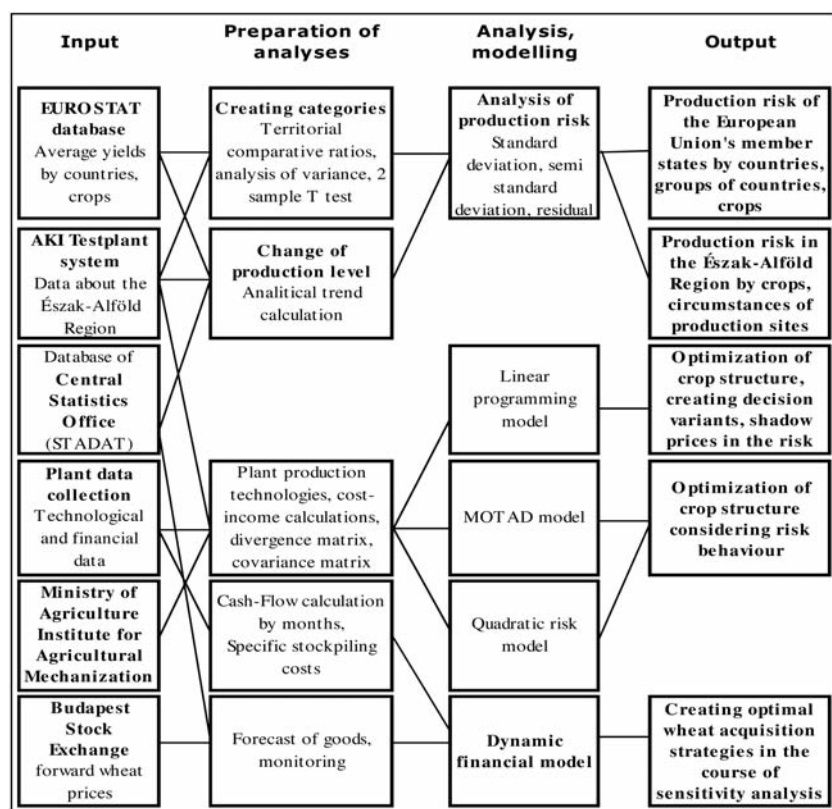 Input
Preparation of
analyses
Analysis,
modelling
Output
EUROSTAT
database
Average yields
by countries,
crops
AKI Testplant
system
Data about the
Észak-Alföld
Region
Database of
Central
Statistics
Office
(STADAT)
Plant data
collection
Technological
and financial
data
Ministry of
Agriculture
Institute for
Agricultural
Mechanization
Budapest
Stock
Exchange
forward wheat
prices
Creating categories
Territorial
comparative ratios,
analysis of variance, 2
sample T test
Change of
production level
Analitical trend
calculation
Plant production
technologies, cost-
income calculations,
divergence matrix,
covariance matrix
Cash-Flow calculation
by months,
Specific stockpiling
costs
Forecast of goods,
monitoring
Analysis of
production risk
Standard
deviation, semi
standard
deviation, residual
Linear
programming
model
MOTAD model
Quadratic risk
model
Dynamic
financial model
Production risk of
the European
Union's member
states by countries,
groups of countries,
crops
Production risk in
the Észak-Alföld
Region by crops,
circumstances of
production sites
Optimization of
crop structure,
creating decision
variants, shadow
prices in the risk
Optimization of
crop structure
considering risk
behaviour
Creating optimal
wheat acquisition
strategies in the
course of
sensitivity analysis